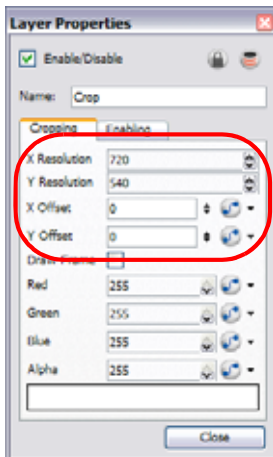 Layer Properties
Enable/Disable
Name: Crop
Cropping Enabling
X Resolution 720
Y Resolution 540
X Offset 0
Y Offset 0
Draw Frame
Red 255
Green 255
Blue 255
Alpha 255
Close